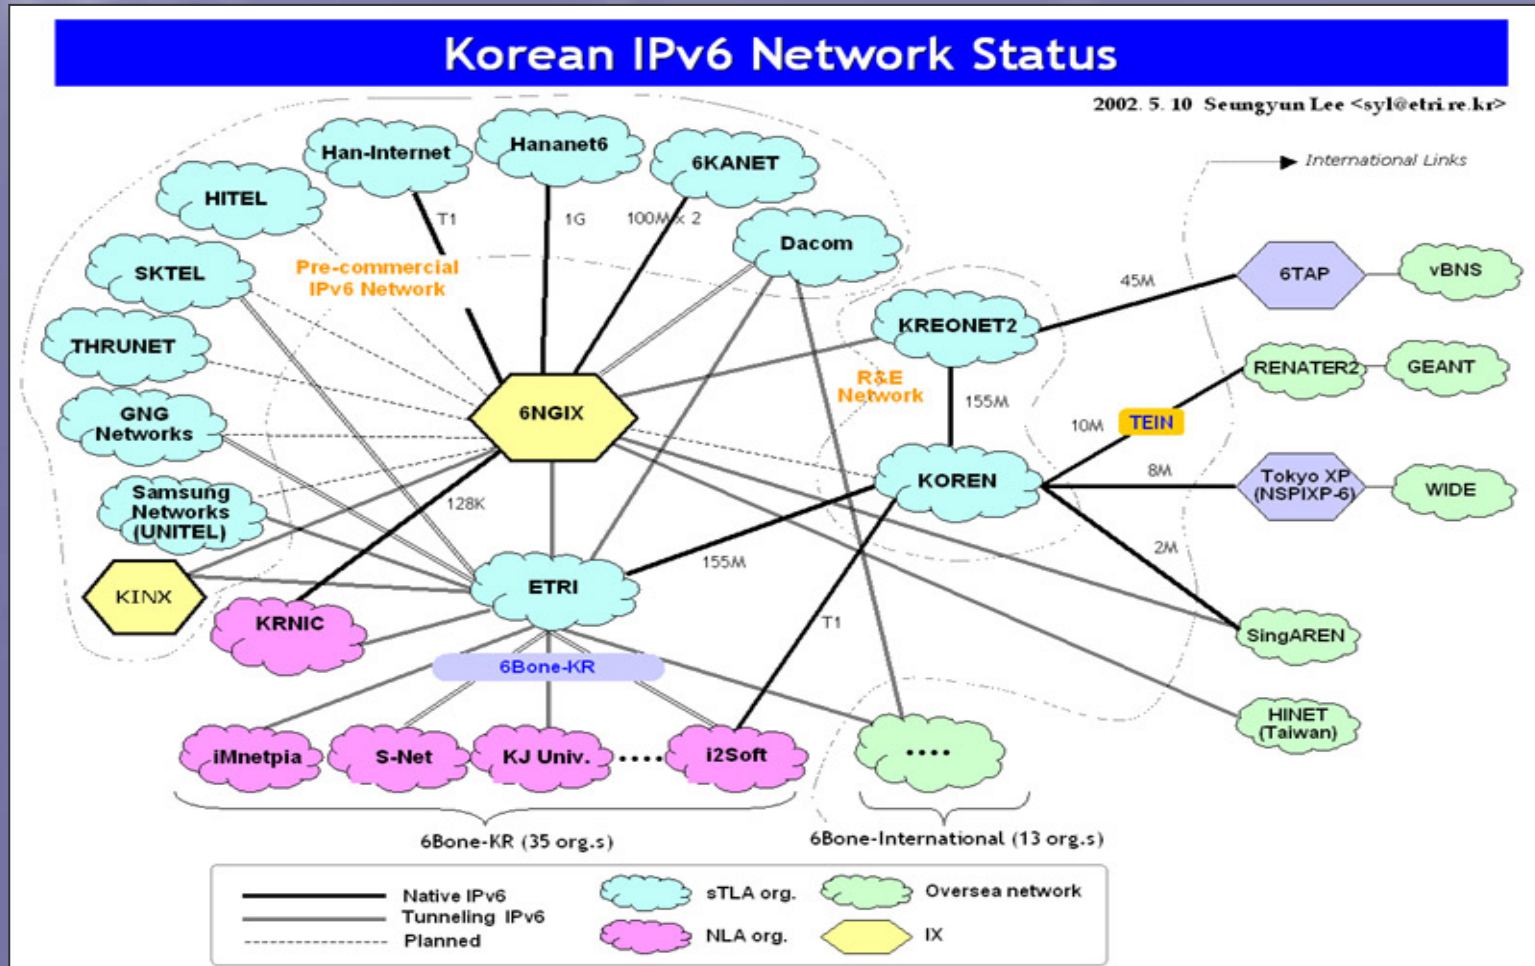 Korean IPv6 Network Status
2002. 5. 10 Seungyun Lee <syl@etri.re.kr>
International Links
Han-Internet
Hananet6
6KANET
HITEL
Dacom
SKTEL
THRUNET
GNG
Networks
Samsung
Networks
(UNITEL)
KINX
KRNIC
T1
1G
100M x 2
Pre-commercial
IPv6 Network
6NGIX
128K
ETRI
155M
6Bone-KR
KREONET2
R&E
Network
155M
KOREN
T1
45M
6TAP
vBNS
10M
TEIN
RENATER2
GEANT
8M
Tokyo XP
(NSPIXP-6)
WIDE
2M
SingAREN
HINET
(Taiwan)
iMnetpia
S-Net
KJ Univ.
....
i2Soft
....
6Bone-KR (35 org.s)
6Bone-International (13 org.s)
Native IPv6
Tunneling IPv6
Planned
sTLA org.
NLA org.
Oversea network
IX